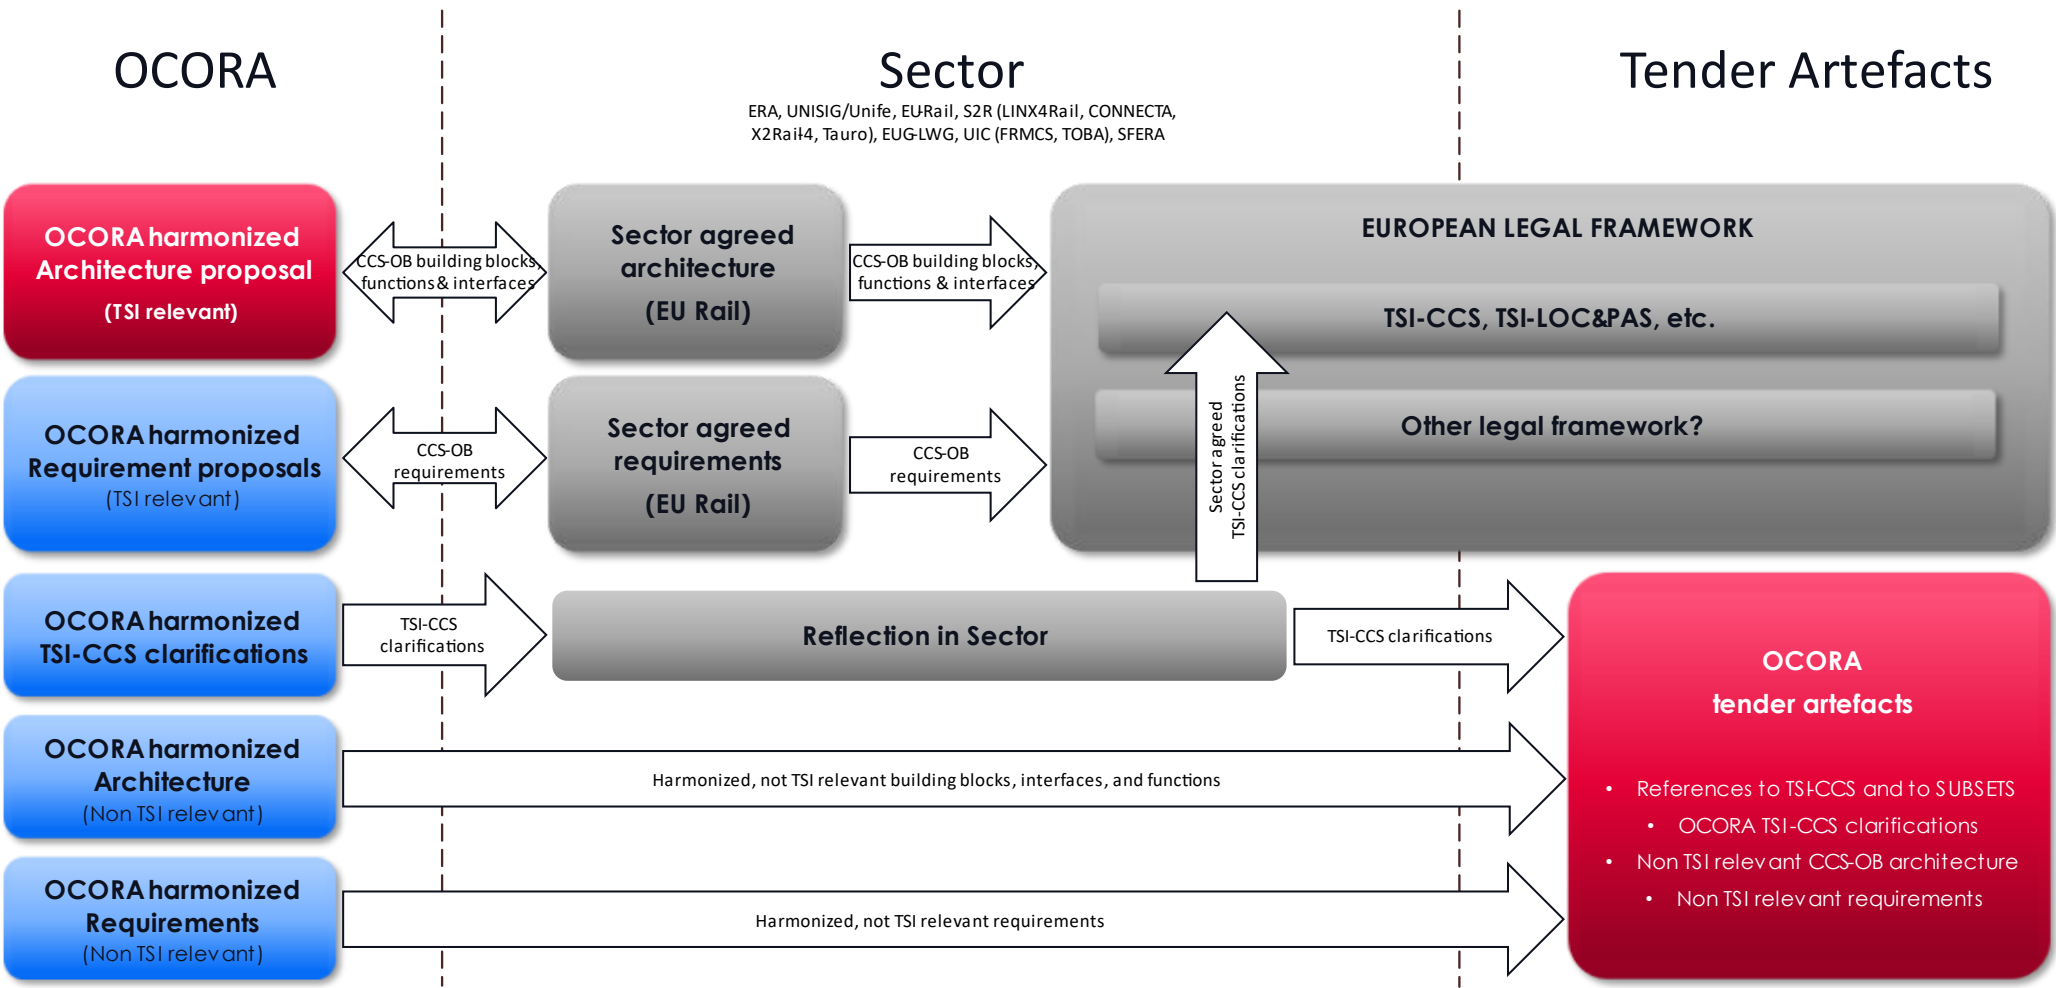 OCORA
Sector
Tender Artefacts
ERA, UNISIG/Unife, EU-Rail, S2R (LINX4Rail, CONNECTA,
X2Rail-4, Tauro), EUG-LWG, UIC (FRMCS, TOBA), SFERA
OCORA harmonized
Architecture proposal
(TSI relevant)
CCS-OB building blocks,
functions & interfaces
Sector agreed
architecture
(EU Rail)
CCS-OB building blocks,
functions & interfaces
EUROPEAN LEGAL FRAMEWORK
TSI-CCS, TSI-LOC&PAS, etc.
Other legal framework?
OCORA harmonized
Requirement proposals
(TSI relevant)
CCS-OB
requirements
Sector agreed
requirements
(EU Rail)
CCS-OB
requirements
Sector agreed
TSI-CCS clarifications
OCORA harmonized
TSI-CCS clarifications
TSI-CCS
clarifications
Reflection in Sector
TSI-CCS clarifications
OCORA harmonized
Architecture
(Non TSI relevant)
Harmonized, not TSI relevant building blocks, interfaces, and functions
OCORA harmonized
Requirements
(Non TSI relevant)
Harmonized, not TSI relevant requirements
OCORA
tender artefacts
• References to TSI-CCS and to SUBSETS
• OCORA TSI-CCS clarifications
• Non TSI relevant CCS-OB architecture
• Non TSI relevant requirements